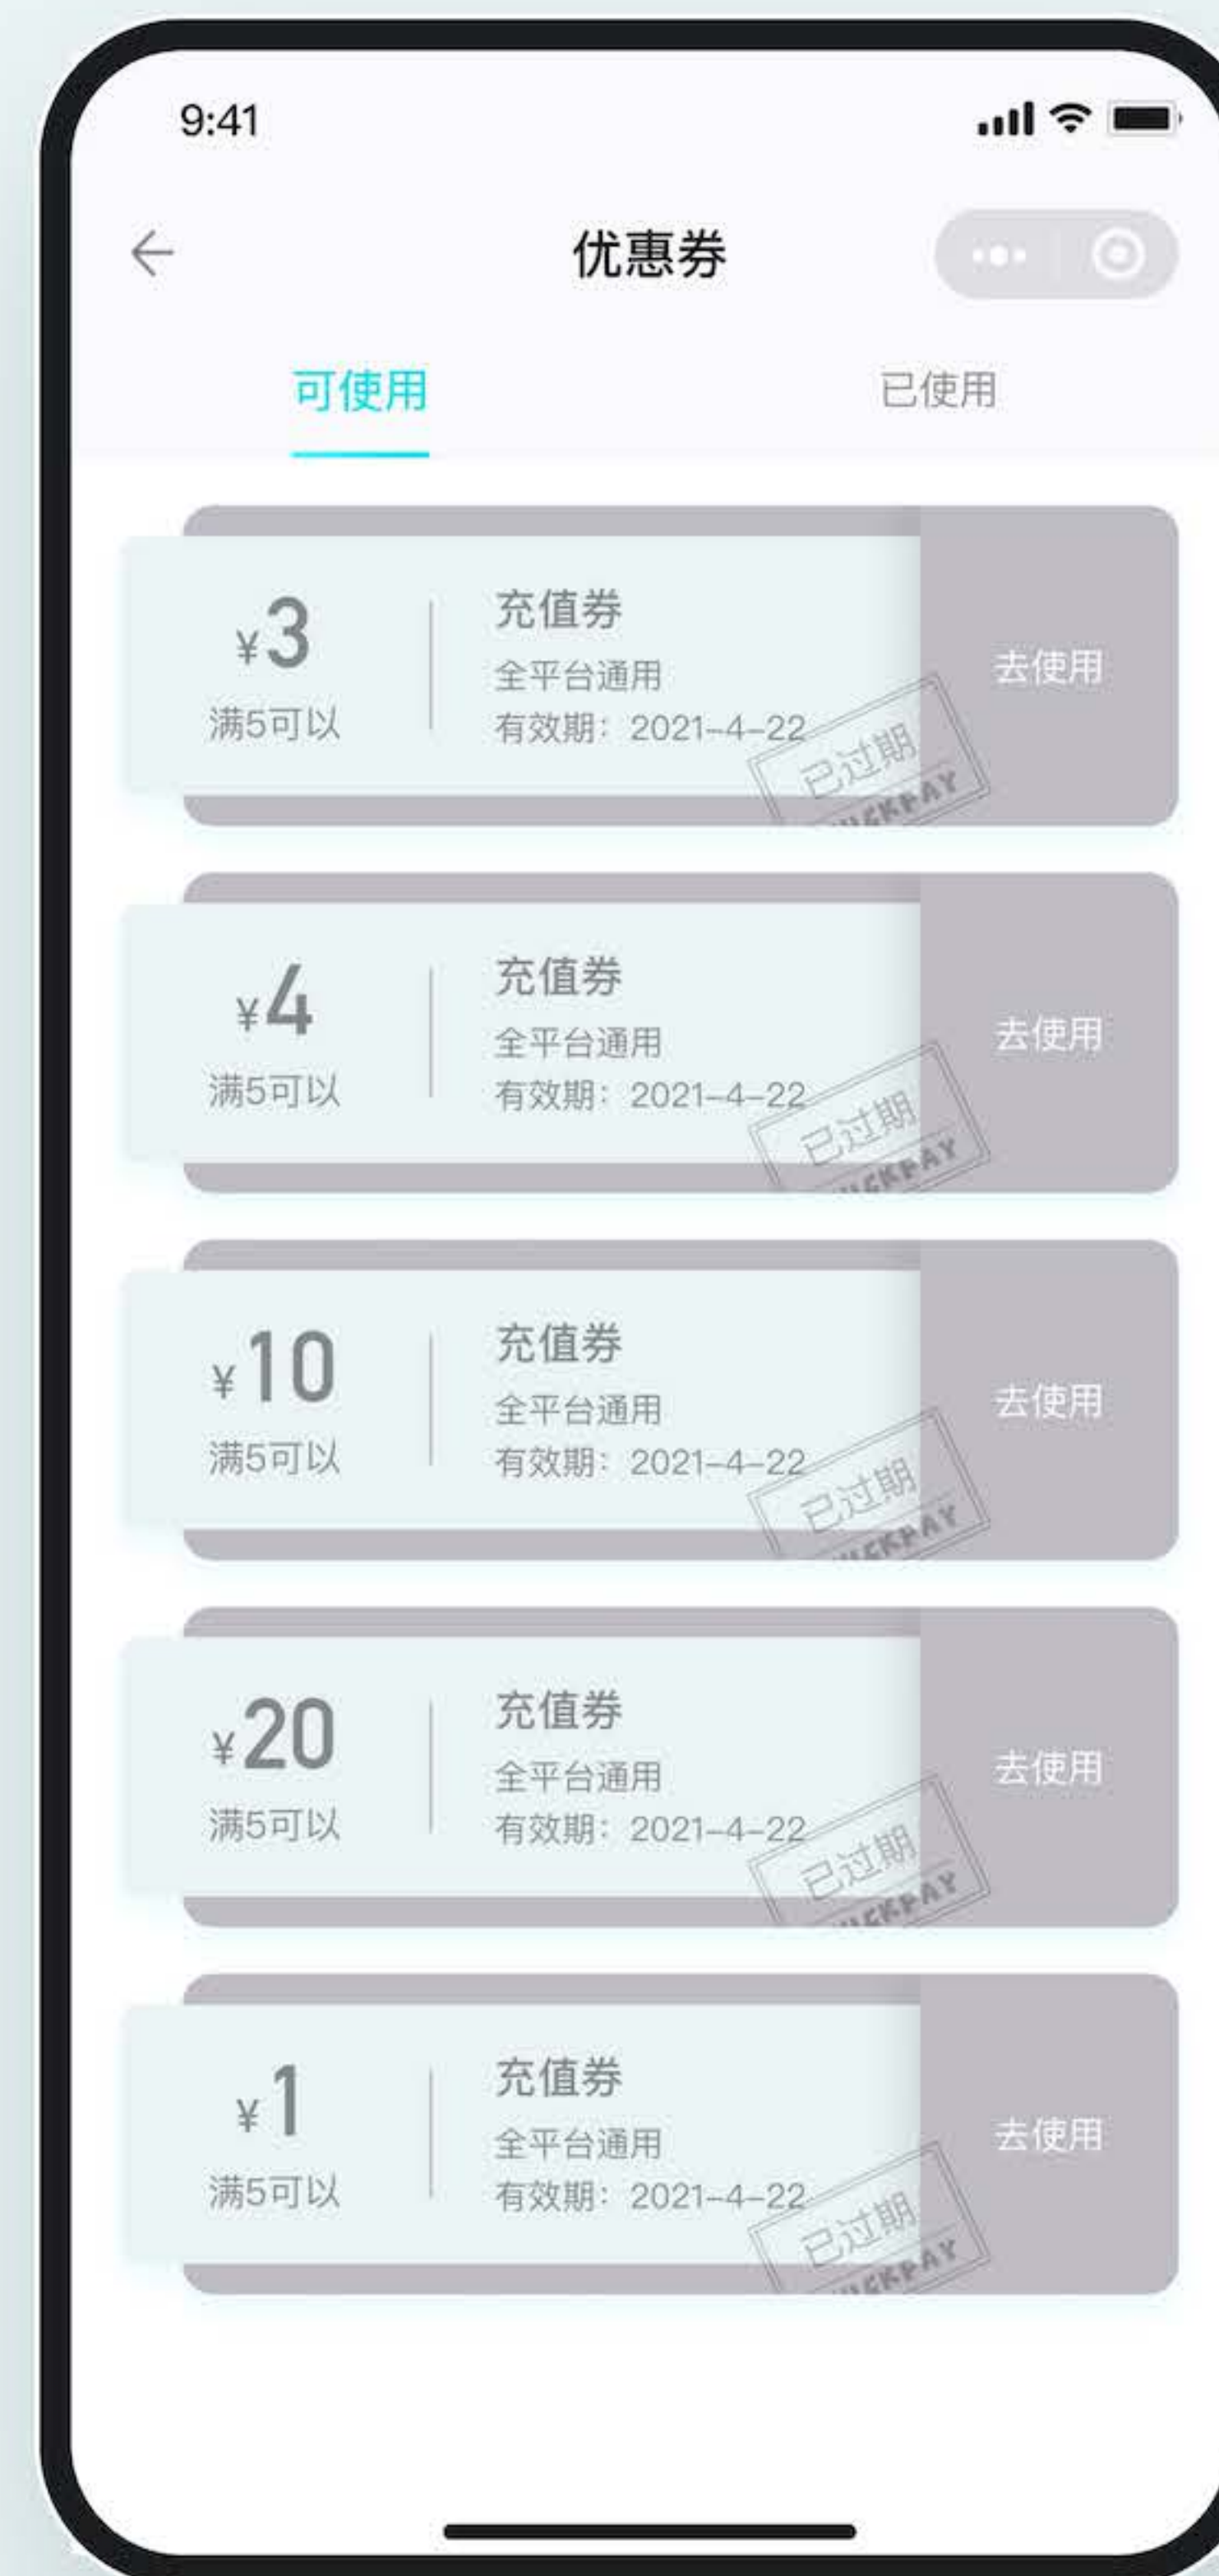 9:41
优惠券
可使用
已使用
¥3
满5可以
充值券
全平台通用
有效期：2021-4-22
去使用
已过期
¥4
满5可以
充值券
全平台通用
有效期：2021-4-22
去使用
已过期
¥10
满5可以
充值券
全平台通用
有效期：2021-4-22
去使用
已过期
¥20
满5可以
充值券
全平台通用
有效期：2021-4-22
去使用
已过期
¥1
满5可以
充值券
全平台通用
有效期：2021-4-22
去使用
已过期